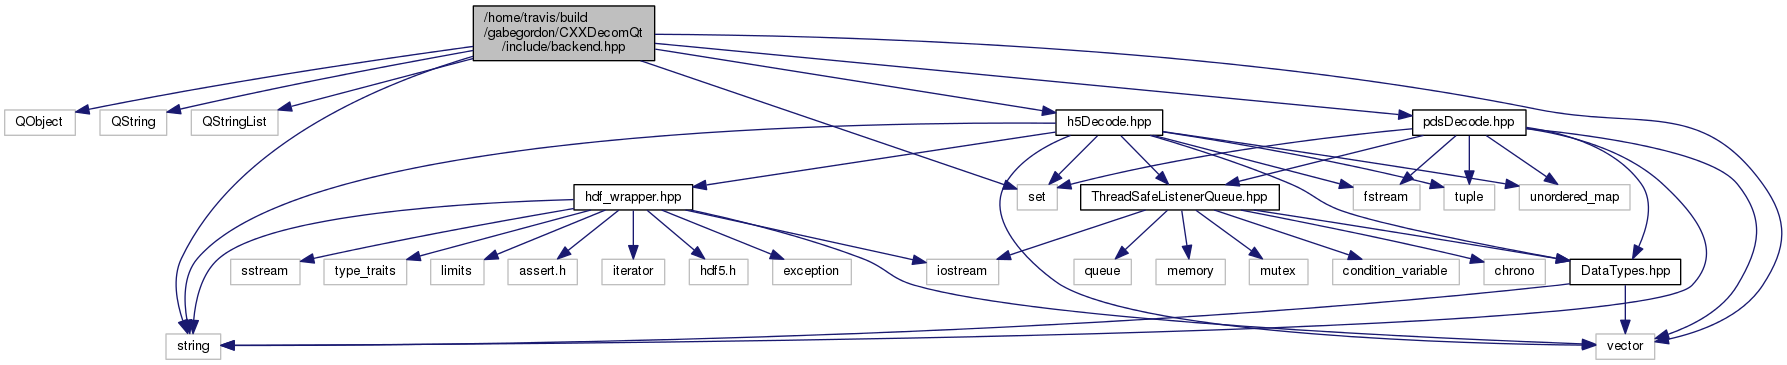 /home/travis/build
/gabegordon/CXXDecomQt
/include/backend.hpp
QObject
QString
QStringList
h5Decode.hpp
pdsDecode.hpp
hdf_wrapper.hpp
set
ThreadSafeListenerQueue.hpp
fstream
tuple
unordered_map
sstream
type_traits
limits
assert.h
iterator
hdf5.h
exception
iostream
queue
memory
mutex
condition_variable
chrono
DataTypes.hpp
string
vector